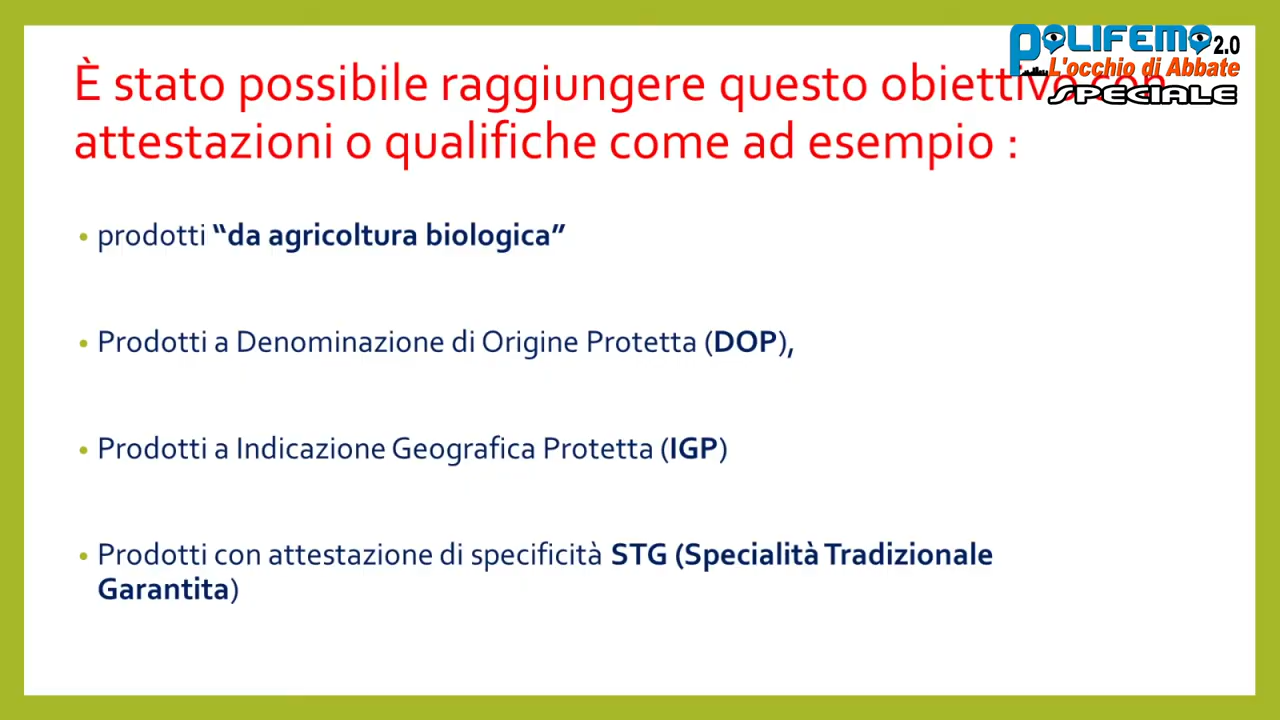 POLIFEMO 2.0
L'occhio di Abbate
SPECIALE
È stato possibile raggiungere questo obiettivo con
attestazioni o qualifiche come ad esempio :
• prodotti “da agricoltura biologica”
• Prodotti a Denominazione di Origine Protetta (DOP),
• Prodotti a Indicazione Geografica Protetta (IGP)
• Prodotti con attestazione di specificità STG (Specialità Tradizionale
Garantita)